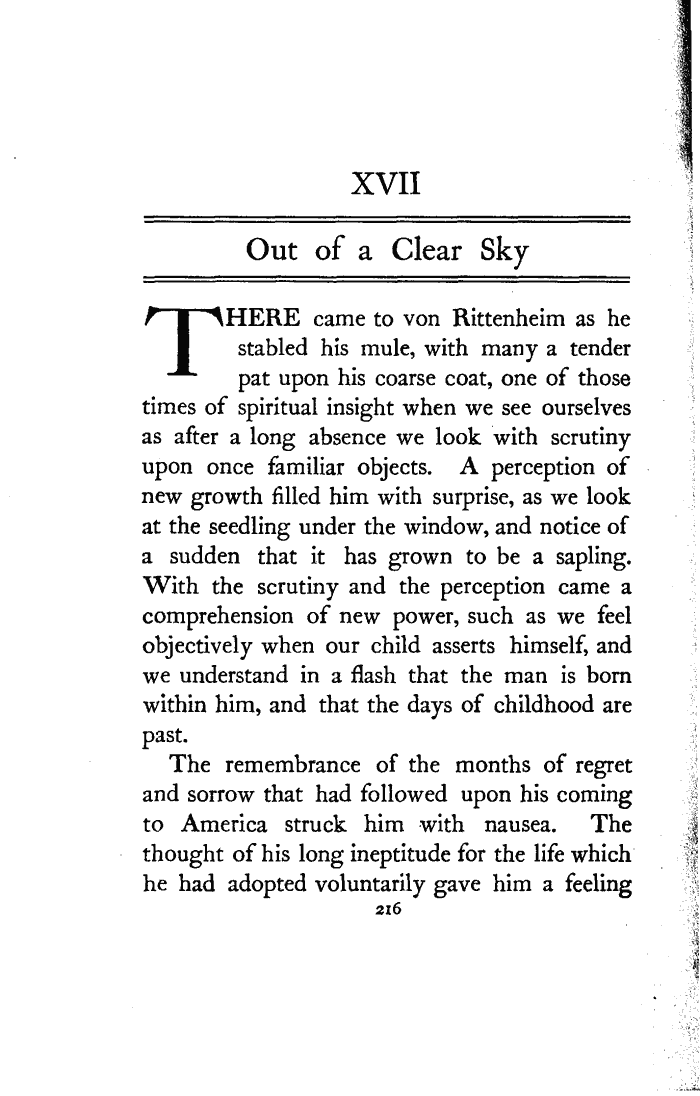 XVII
Out of a Clear Sky
THERE came to von Rittenheim as he
stabled his mule, with many a tender
pat upon his coarse coat, one of those
times of spiritual insight when we see ourselves
as after a long absence we look with scrutiny
upon once familiar objects. A perception of
new growth filled him with surprise, as we look
at the seedling under the window, and notice of
a sudden that it has grown to be a sapling.
With the scrutiny and the perception came a
comprehension of new power, such as we feel
objectively when our child asserts himself, and
we understand in a flash that the man is born
within him, and that the days of childhood are
past.
The remembrance of the months of regret
and sorrow that had followed upon his coming
to America struck him with nausea. The
thought of his long ineptitude for the life which
he had adopted voluntarily gave him a feeling
216